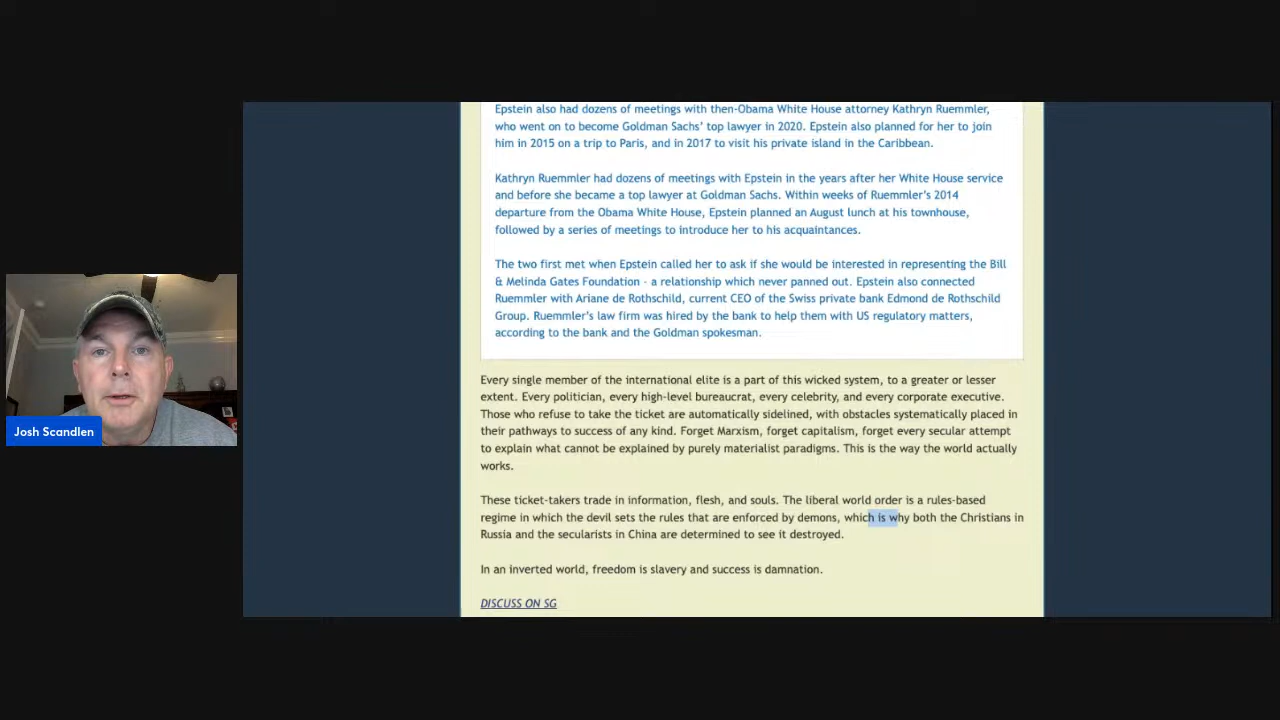 Epstein also had dozens of meetings with then-Obama White House attorney Kathryn Ruemmler,
who went on to become Goldman Sachs' top lawyer in 2020. Epstein also planned for her to join
him in 2015 on a trip to Paris, and in 2017 to visit his private island in the Caribbean.
Kathryn Ruemmler had dozens of meetings with Epstein in the years after her White House service
and before she became a top lawyer at Goldman Sachs. Within weeks of Ruemmler's 2014
departure from the Obama White House, Epstein planned an August lunch at his townhouse,
followed by a series of meetings to introduce her to his acquaintances.
The two first met when Epstein called her to ask if she would be interested in representing the Bill
& Melinda Gates Foundation - a relationship which never panned out. Epstein also connected
Ruemmler with Ariane de Rothschild, current CEO of the Swiss private bank Edmond de Rothschild
Group. Ruemmler's law firm was hired by the bank to help them with US regulatory matters,
according to the bank and the Goldman spokesman.
Every single member of the international elite is a part of this wicked system, to a greater or lesser
extent. Every politician, every high-level bureaucrat, every celebrity, and every corporate executive.
Those who refuse to take the ticket are automatically sidelined, with obstacles systematically placed in
their pathways to success of any kind. Forget Marxism, forget capitalism, forget every secular attempt
to explain what cannot be explained by purely materialist paradigms. This is the way the world actually
works.
These ticket-takers trade in information, flesh, and souls. The liberal world order is a rules-based
regime in which the devil sets the rules that are enforced by demons, which is why both the Christians in
Russia and the secularists in China are determined to see it destroyed.
In an inverted world, freedom is slavery and success is damnation.
DISCUSS ON SG
Josh Scandlen